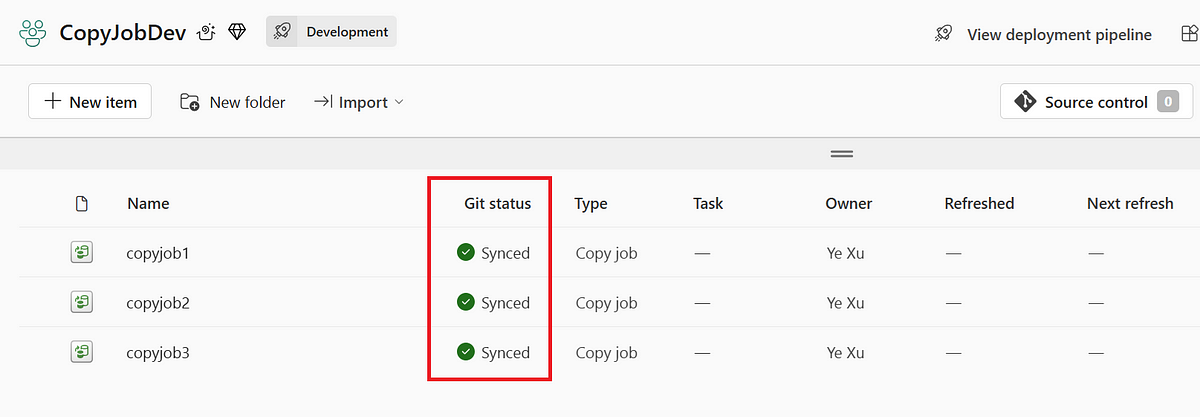 CopyJobDev Development View deployment pipeline
New item New folder Import Source control 0
Name Git status Type Task Owner Refreshed Next refresh
copyjob1 Synced Copy job — Ye Xu — —
copyjob2 Synced Copy job — Ye Xu — —
copyjob3 Synced Copy job — Ye Xu — —